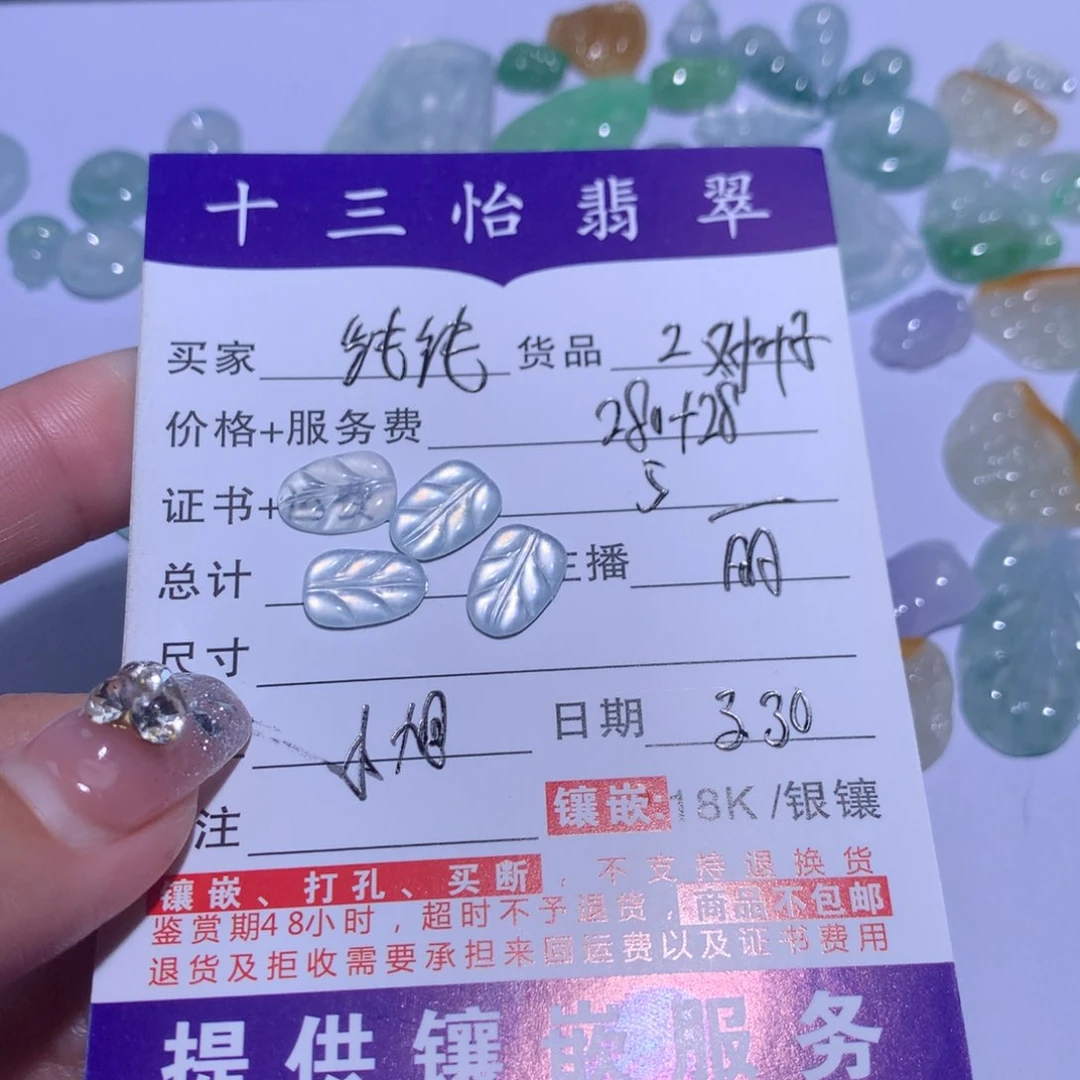 十三怡翡翠
买家 纯纯 货品 2对叶子
价格+服务费 280+28
证书+ 5 —
总计 主播
尺寸
日期 3.30
注 镶嵌:18K/银镶
镶嵌、打孔、买断,不支持退换货
鉴赏期48小时,超时不予退货,商品不包邮
退货及拒收需要承担来回运费以及证书费用
提供镶嵌服务